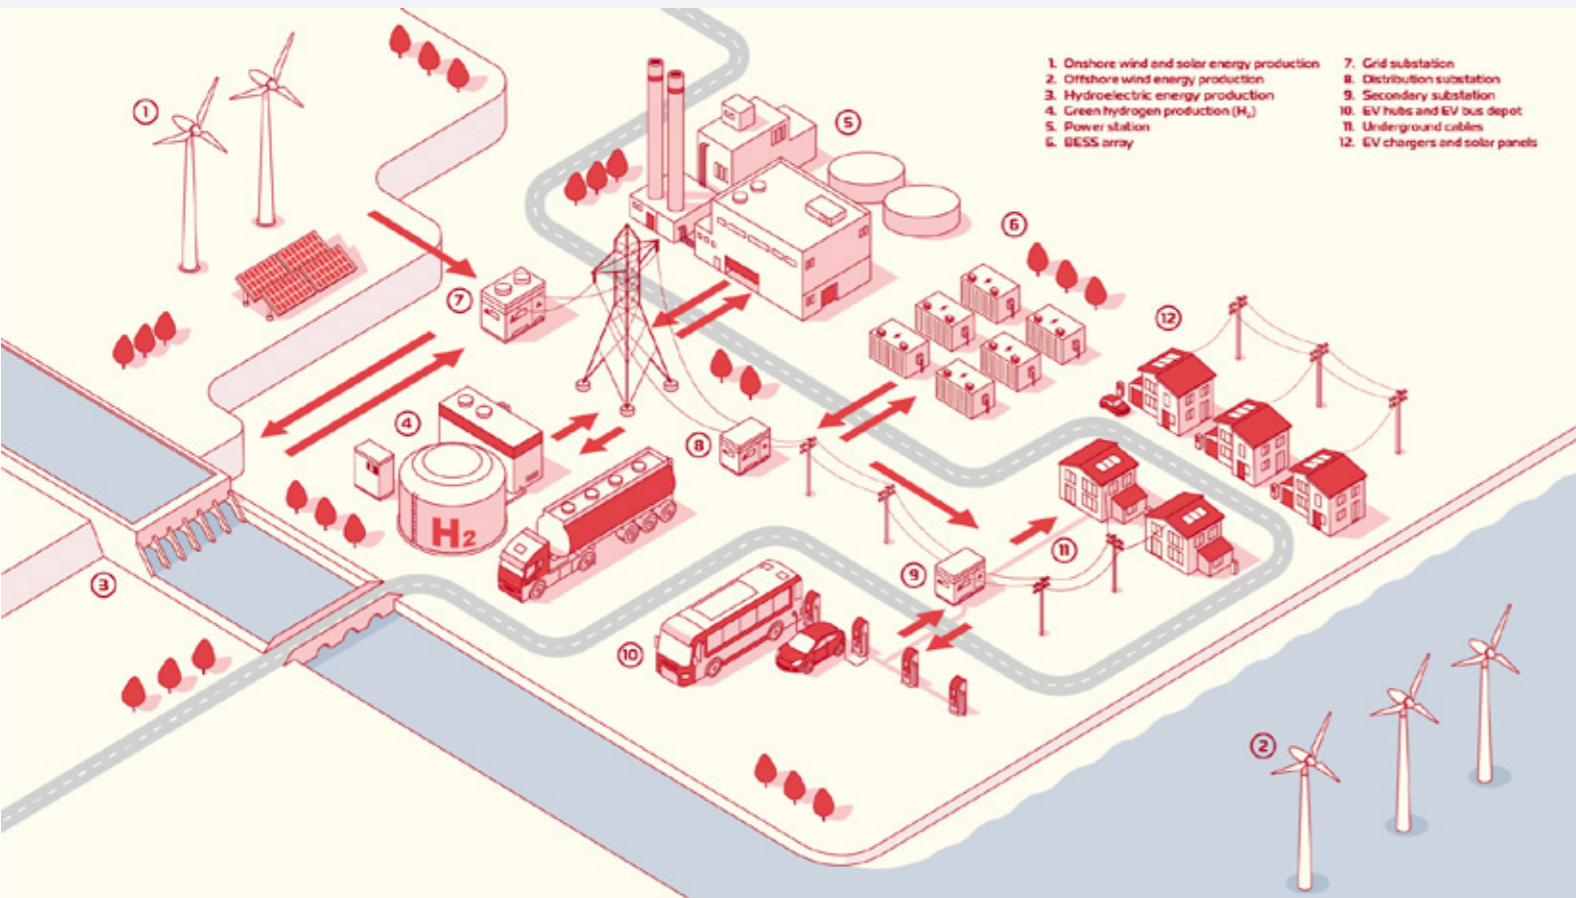 1. Onshore wind and solar energy production
2. Offshore wind energy production
3. Hydroelectric energy production
4. Green hydrogen production (H₂)
5. Power station
6. BESS array
7. Grid substation
8. Distribution substation
9. Secondary substation
10. EV hubs and EV bus depot
11. Underground cables
12. EV chargers and solar panels
1
5
6
7
12
4
8
H2
11
9
3
10
2